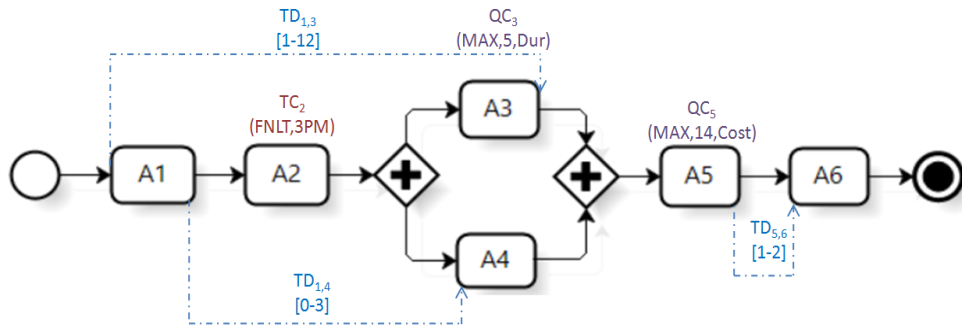 TD1,3
[1-12]
QC3
(MAX,5,Dur)
TC2
(FNLT,3PM)
A3
QC5
(MAX,14,Cost)
A1
A2
A5
A6
A4
TD5,6
[1-2]
TD1,4
[0-3]